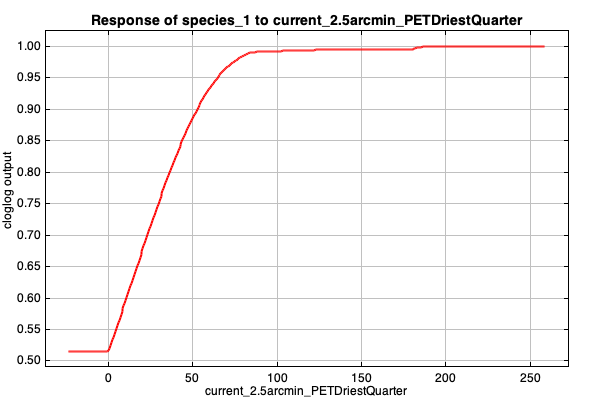 Response of species_1 to current_2.5arcmin_PETDriestQuarter
1.00
0.95
0.90
0.85
0.80
0.75
0.70
0.65
0.60
0.55
0.50
cloglog output
0 50 100 150 200 250
current_2.5arcmin_PETDriestQuarter